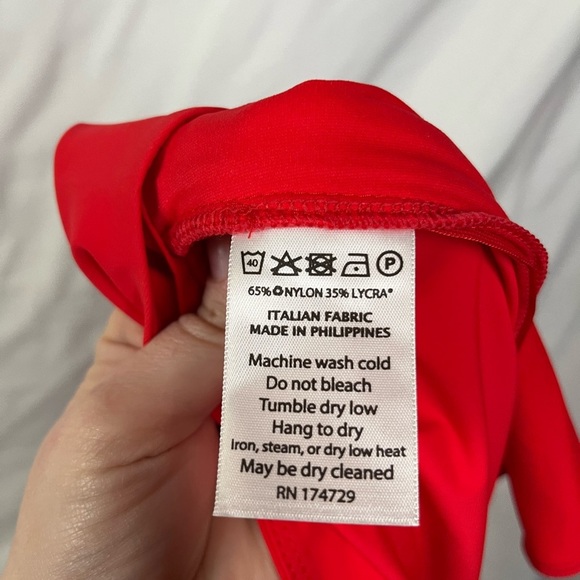 40 P
65% NYLON 35% LYCRA®
ITALIAN FABRIC
MADE IN PHILIPPINES
Machine wash cold
Do not bleach
Tumble dry low
Hang to dry
Iron, steam, or dry low heat
May be dry cleaned
RN 174729